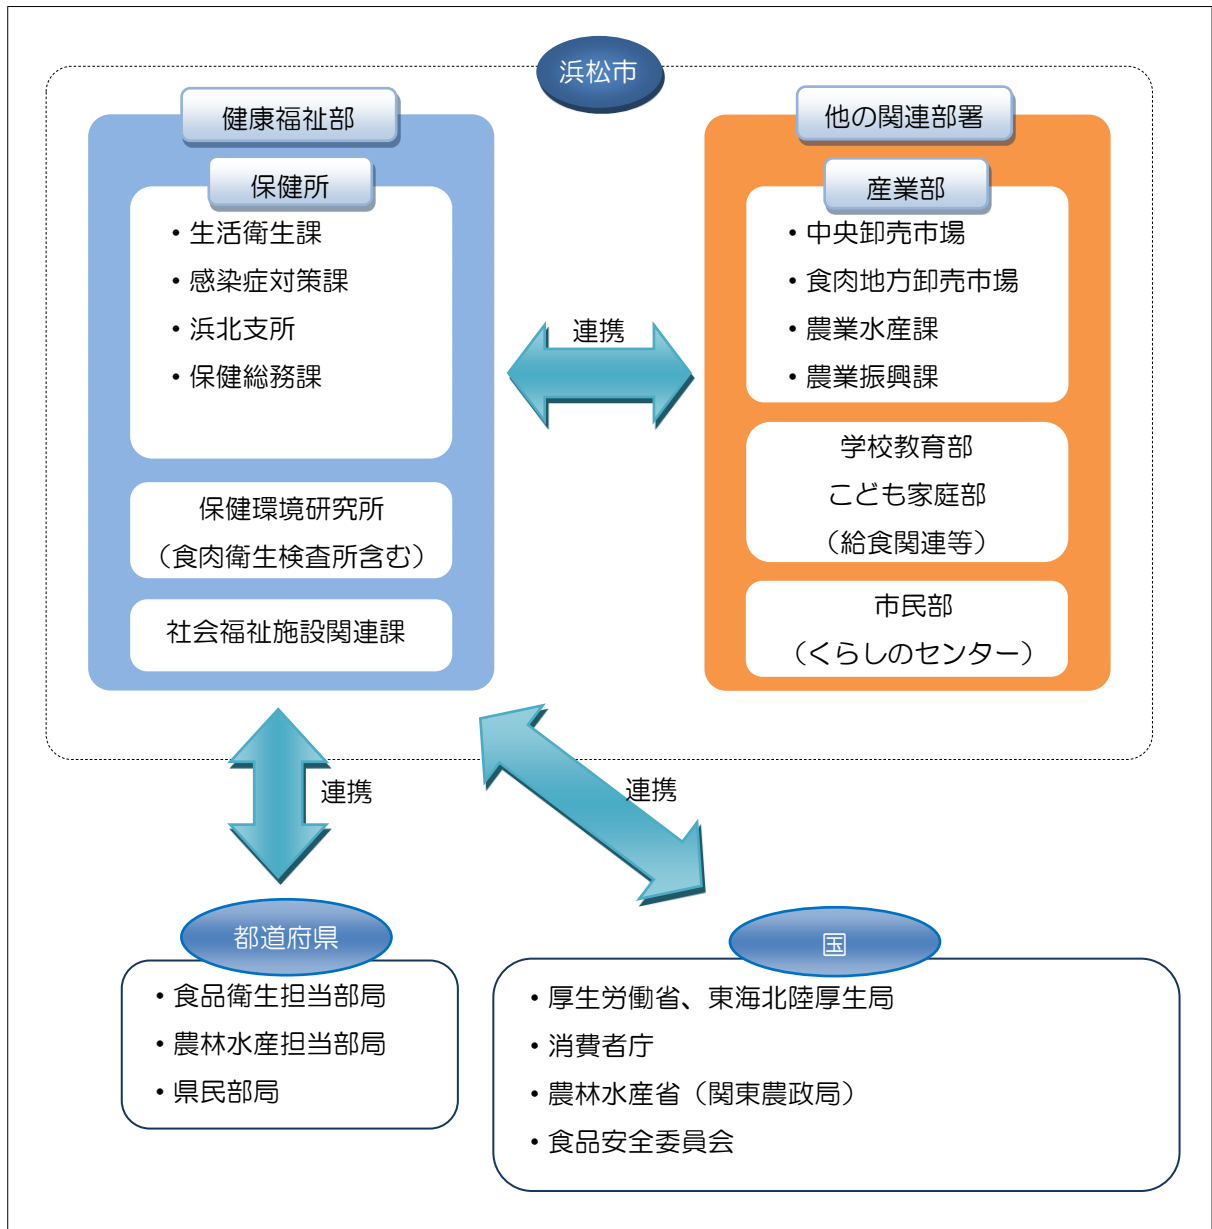 浜松市
健康福祉部
保健所
・生活衛生課
・感染症対策課
・浜北支所
・保健総務課
保健環境研究所
（食肉衛生検査所含む）
社会福祉施設関連課
連携
他の関連部署
産業部
・中央卸売市場
・食肉地方卸売市場
・農業水産課
・農業振興課
学校教育部
こども家庭部
（給食関連等）
市民部
（くらしのセンター）
連携
連携
都道府県
・食品衛生担当部局
・農林水産担当部局
・県民部局
国
・厚生労働省、東海北陸厚生局
・消費者庁
・農林水産省（関東農政局）
・食品安全委員会